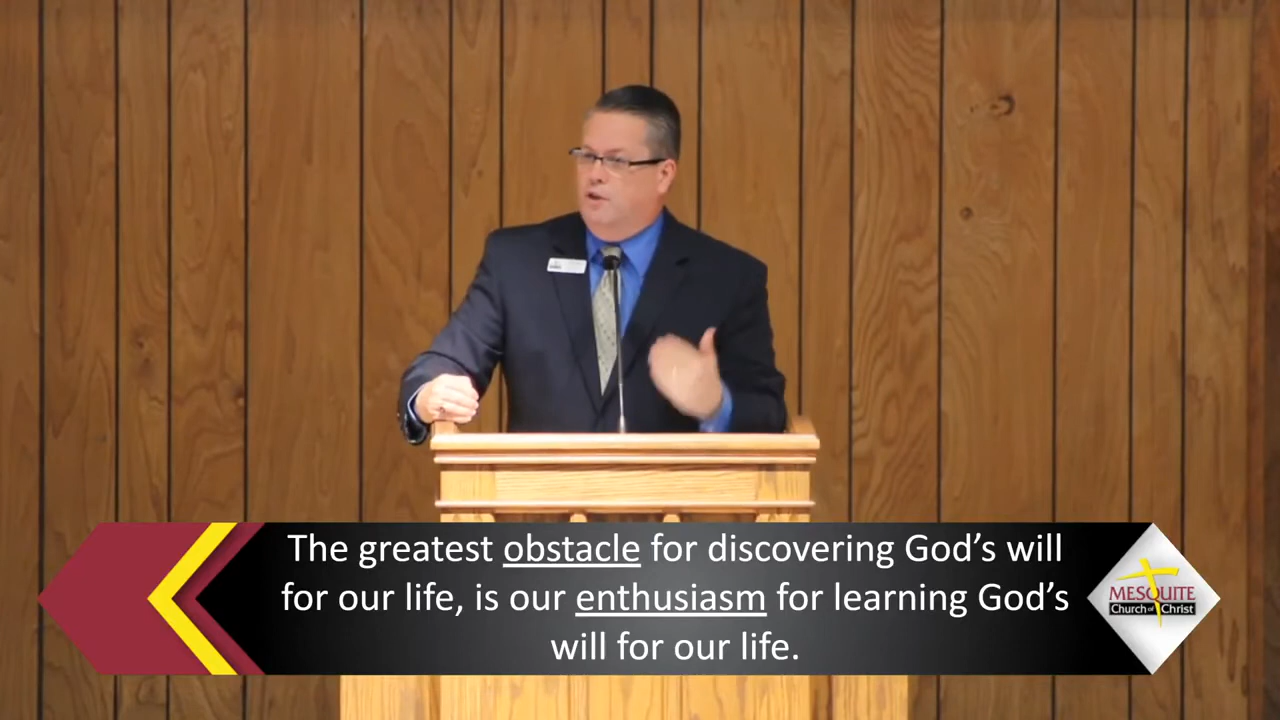 The greatest obstacle for discovering God’s will
for our life, is our enthusiasm for learning God’s
will for our life.
MESQUITE
Church of Christ